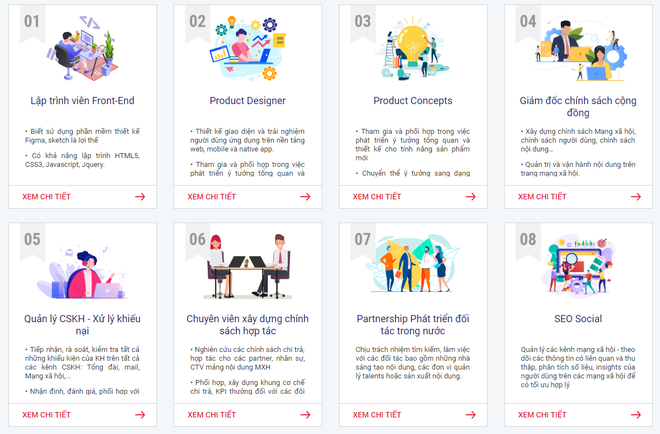 01
Lập trình viên Front-End
• Biết sử dụng phần mềm thiết kế
Figma, sketch là lợi thế
• Có khả năng lập trình HTML5,
CSS3, Javascript, Jquery.
XEM CHI TIẾT
02
Product Designer
• Thiết kế giao diện và trải nghiệm
người dùng ứng dụng trên nền tảng
web, mobile và native app.
• Tham gia và phối hợp trong việc
phát triển ý tưởng tổng quan và
XEM CHI TIẾT
03
Product Concepts
• Tham gia và phối hợp trong việc
phát triển ý tưởng tổng quan và
thiết kế cho tính năng sản phẩm
mới
• Chuyển thể ý tưởng sang dạng
XEM CHI TIẾT
04
Giám đốc chính sách cộng
đồng
• Xây dựng chính sách Mạng xã hội,
chính sách người dùng, chính sách
nội dung...
• Quản trị và vận hành nội dung trên
trang mạng xã hội.
XEM CHI TIẾT
05
Quản lý CSKH - Xử lý khiếu
nại
• Tiếp nhận, rà soát, kiểm tra tất cả
những khiếu kiện của KH trên tất cả
các kênh CSKH: Tổng đài, mail,
Mạng xã hội,...
• Nhận định, đánh giá, phối hợp với
XEM CHI TIẾT
06
Chuyên viên xây dựng chính
sách hợp tác
• Nghiên cứu các chính sách chi trả,
hợp tác cho các partner, nhân sự,
CTV mảng nội dung MXH
• Phối hợp, xây dựng khung cơ chế
chi trả, KPI thưởng đối với các đội
XEM CHI TIẾT
07
Partnership Phát triển đối
tác trong nước
Chịu trách nhiệm tìm kiếm, làm việc
với các đối tác bao gồm những nhà
sáng tạo nội dung, các đơn vị quản
lý talents hoặc sản xuất nội dung.
XEM CHI TIẾT
08
SEO Social
Quản lý các kênh mạng xã hội - theo
dõi các thông tin có liên quan và thu
thập, phân tích số liệu, insights của
người dùng trên các mạng xã hội để
có tối ưu hợp lý
XEM CHI TIẾT